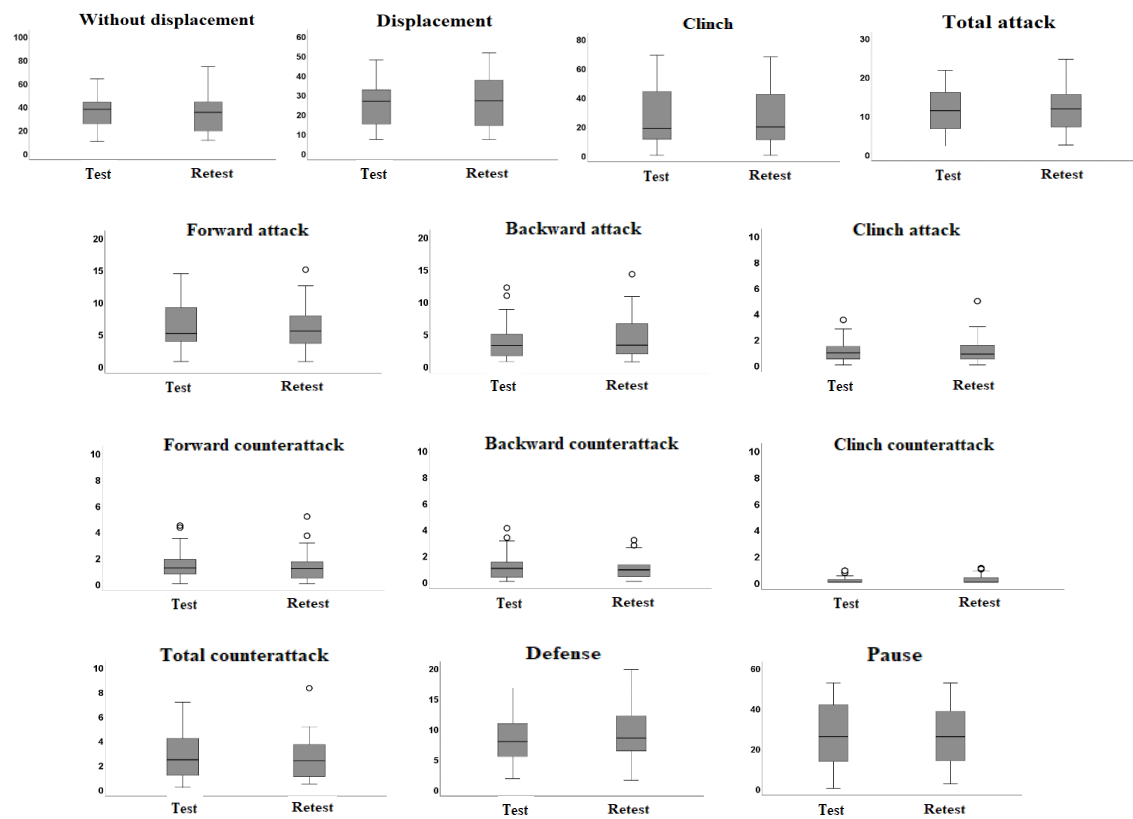 Without displacement
100
80
60
40
20
0
Test
Retest
Displacement
60
50
40
30
20
10
0
Test
Retest
Clinch
80
60
40
20
0
Test
Retest
Total attack
30
20
10
0
Test
Retest
Forward attack
20
15
10
5
0
Test
Retest
Backward attack
20
15
10
5
0
Test
Retest
Clinch attack
10
8
6
4
2
0
Test
Retest
Forward counterattack
10
8
6
4
2
0
Test
Retest
Backward counterattack
10
8
6
4
2
0
Test
Retest
Clinch counterattack
10
8
6
4
2
0
Test
Retest
Total counterattack
10
8
6
4
2
0
Test
Retest
Defense
20
15
10
5
0
Test
Retest
Pause
60
40
20
0
Test
Retest